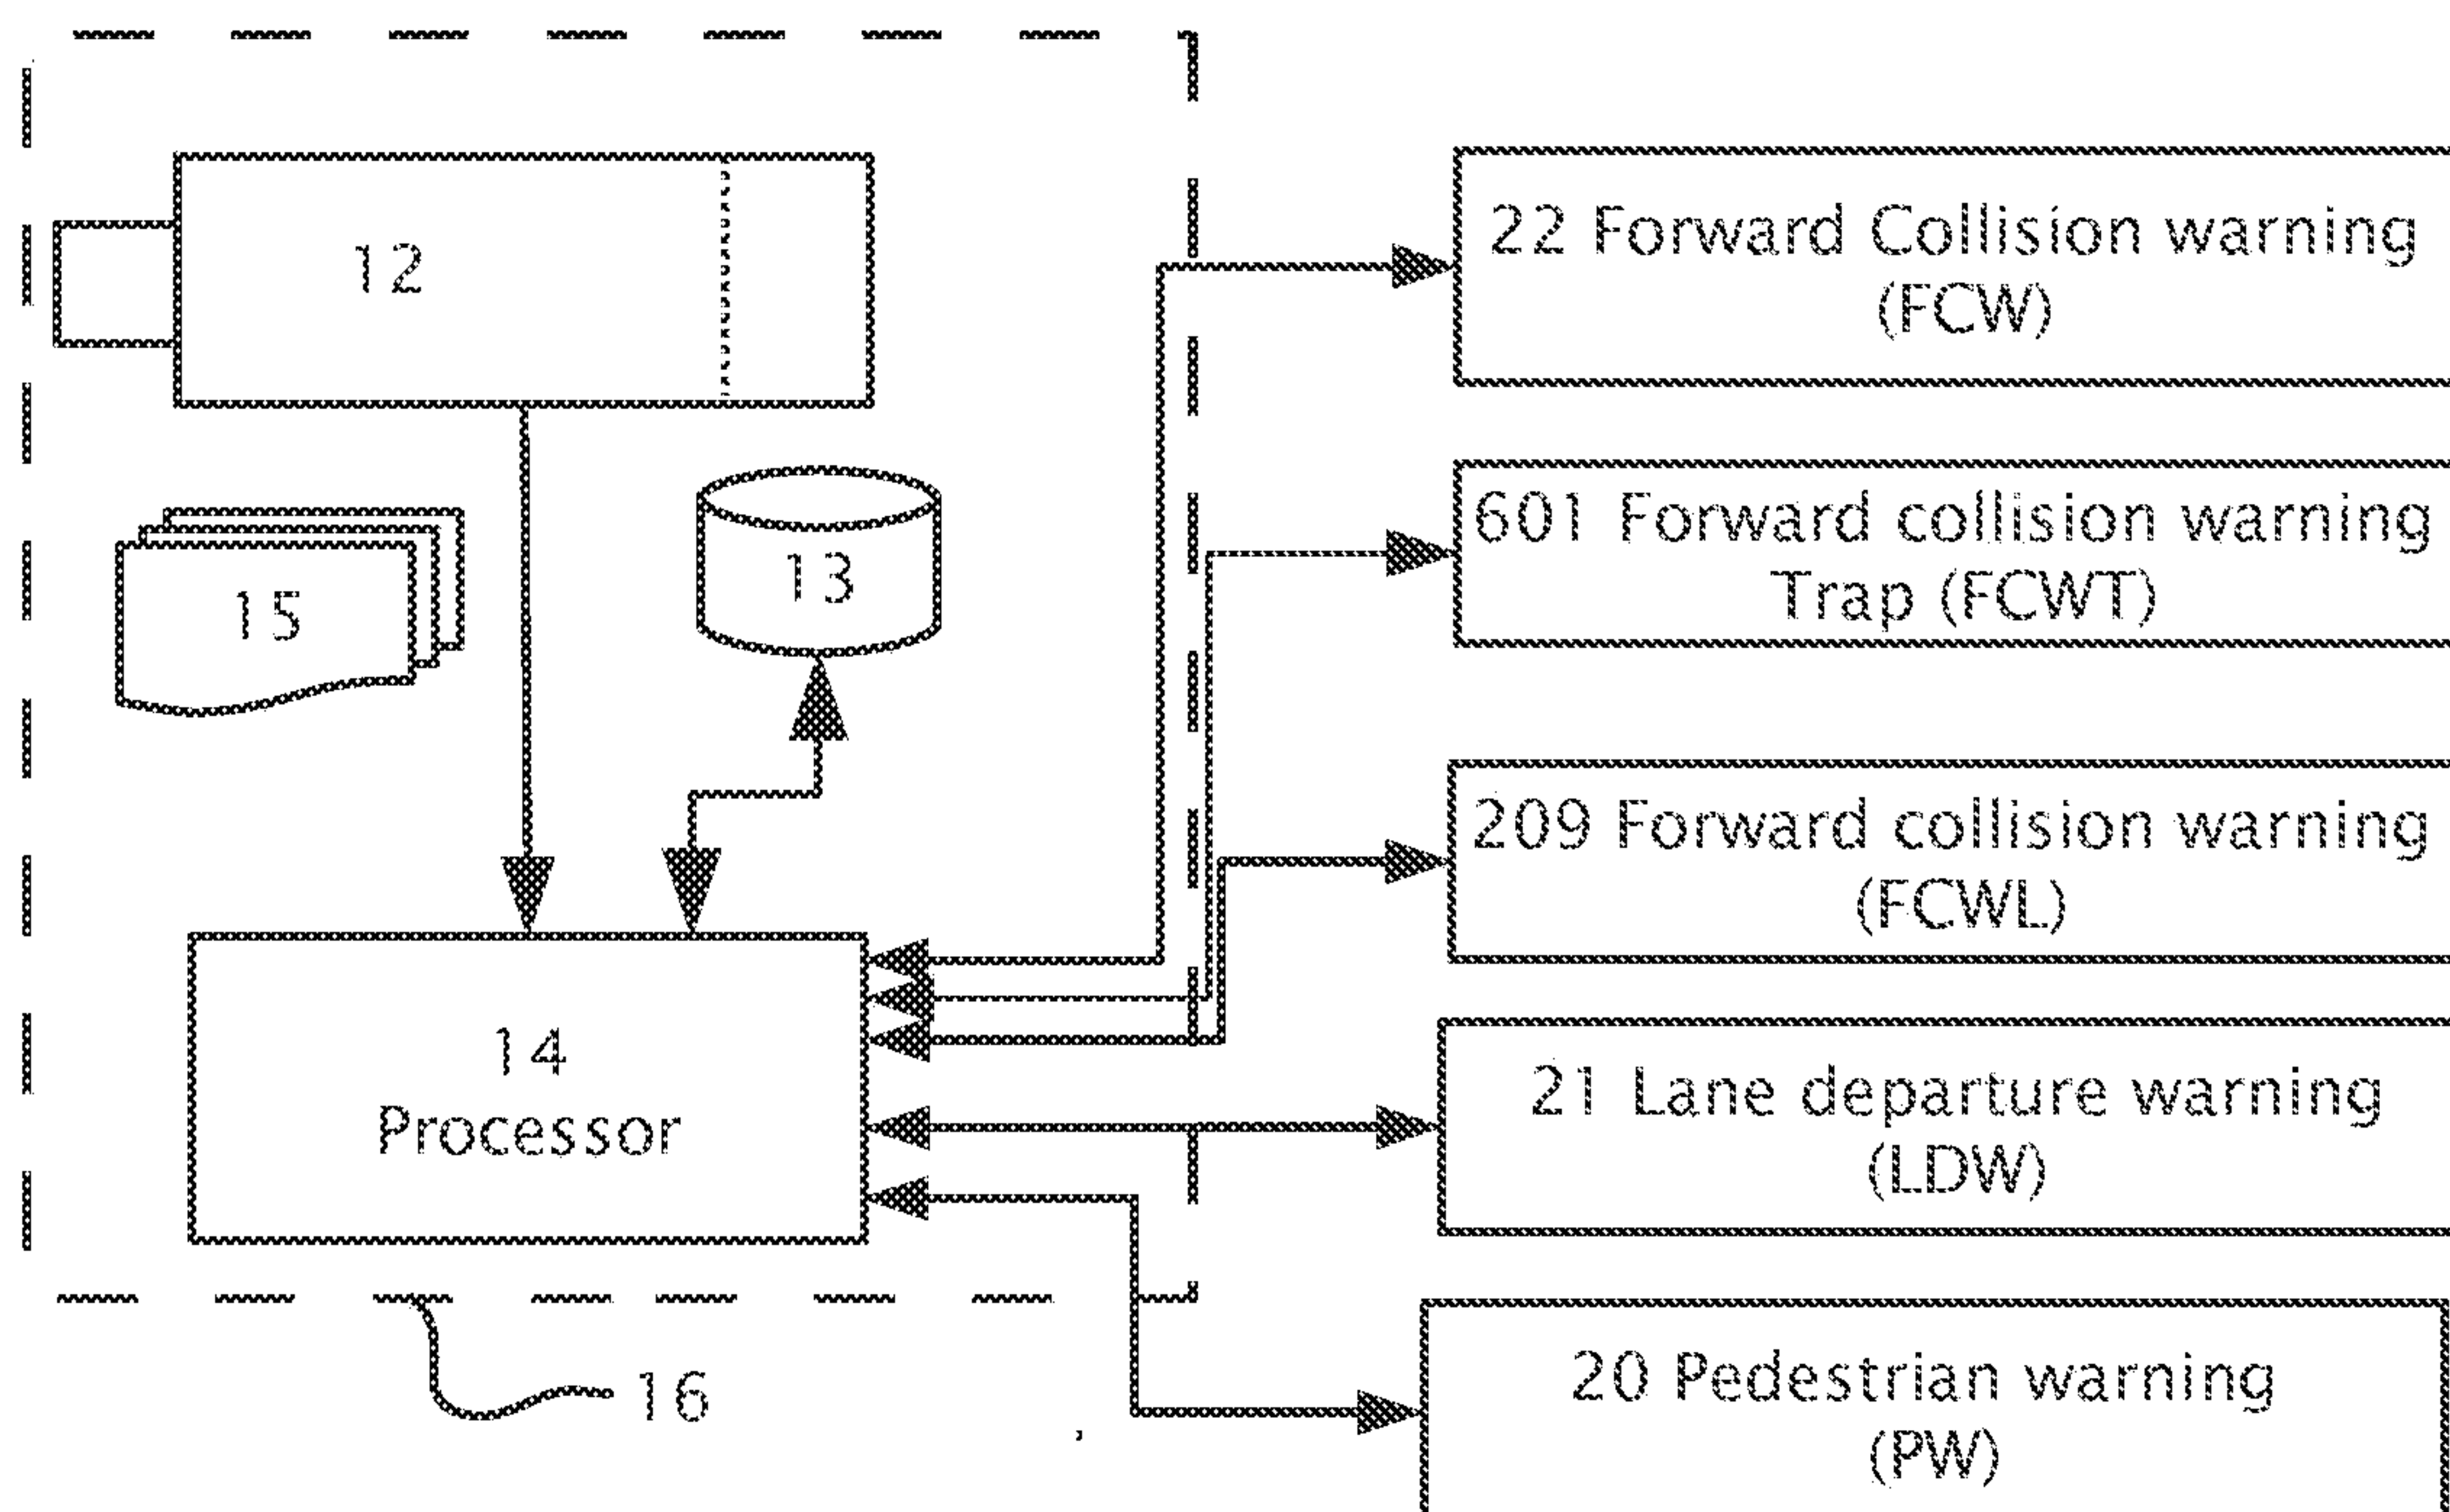 12
22 Forward Collision warning
(FCW)
601 Forward collision warning
Trap (FCWT)
13
15
209 Forward collision warning
(FCWL)
14
Processor
21 Lane departure warning
(LDW)
16
20 Pedestrian warning
(PW)